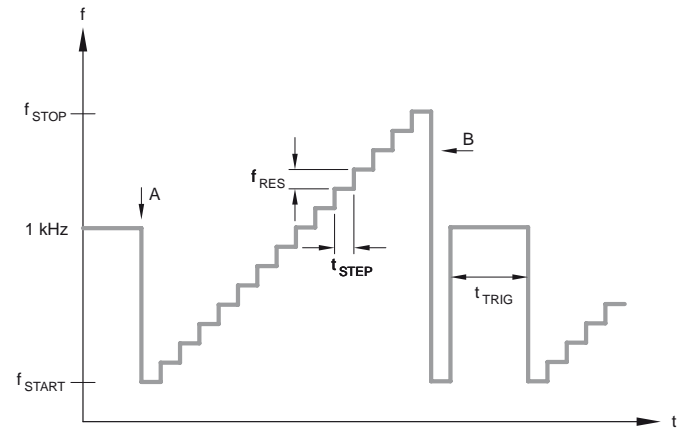 f
f STOP
B
f RES
A
1 kHz
t STEP
t TRIG
f START
t